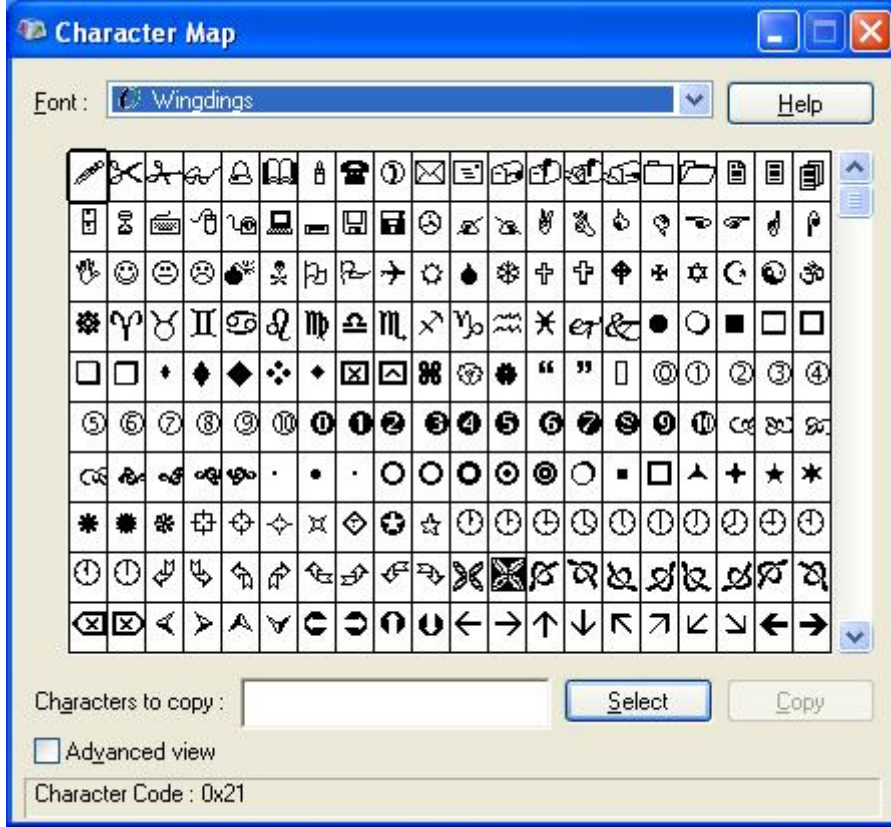 Character Map
Font : Wingdings Help
Characters to copy : Select Copy
Advanced view
Character Code : 0x21